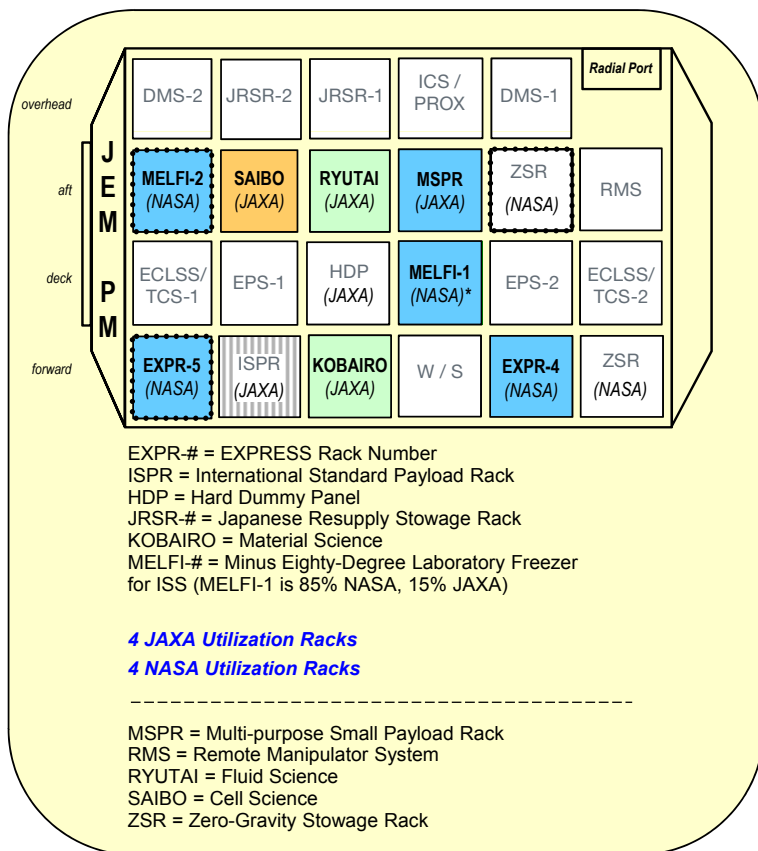 Radial Port
overhead
DMS-2
JRSR-2
JRSR-1
ICS /
PROX
DMS-1
JEM PM
aft
MELFI-2
(NASA)
SAIBO
(JAXA)
RYUTAI
(JAXA)
MSPR
(JAXA)
ZSR
(NASA)
RMS
deck
ECLSS/
TCS-1
EPS-1
HDP
(JAXA)
MELFI-1
(NASA)*
EPS-2
ECLSS/
TCS-2
forward
EXPR-5
(NASA)
ISPR
(JAXA)
KOBAIRO
(JAXA)
W / S
EXPR-4
(NASA)
ZSR
(NASA)
EXPR-# = EXPRESS Rack Number
ISPR = International Standard Payload Rack
HDP = Hard Dummy Panel
JRSR-# = Japanese Resupply Stowage Rack
KOBAIRO = Material Science
MELFI-# = Minus Eighty-Degree Laboratory Freezer
for ISS (MELFI-1 is 85% NASA, 15% JAXA)
4 JAXA Utilization Racks
4 NASA Utilization Racks
MSPR = Multi-purpose Small Payload Rack
RMS = Remote Manipulator System
RYUTAI = Fluid Science
SAIBO = Cell Science
ZSR = Zero-Gravity Stowage Rack